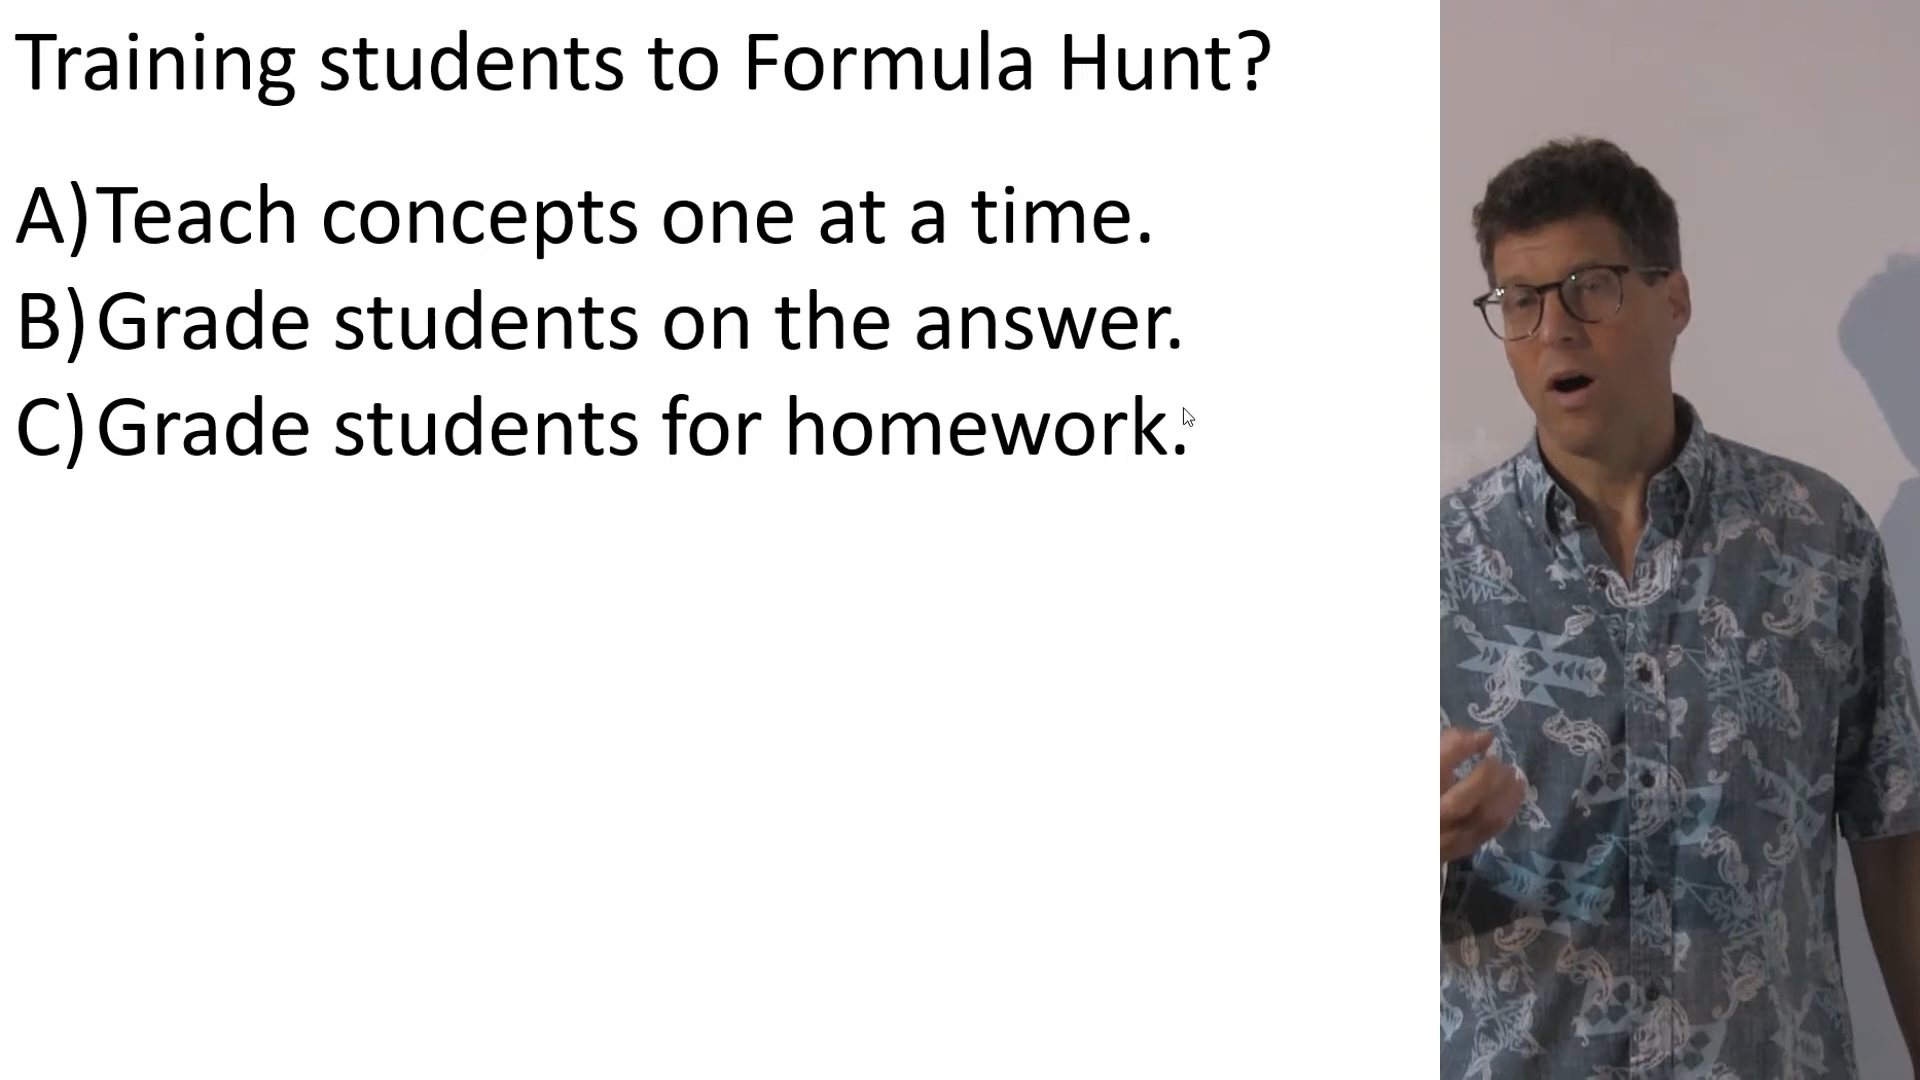 Training students to Formula Hunt?
A) Teach concepts one at a time.
B) Grade students on the answer.
C) Grade students for homework.